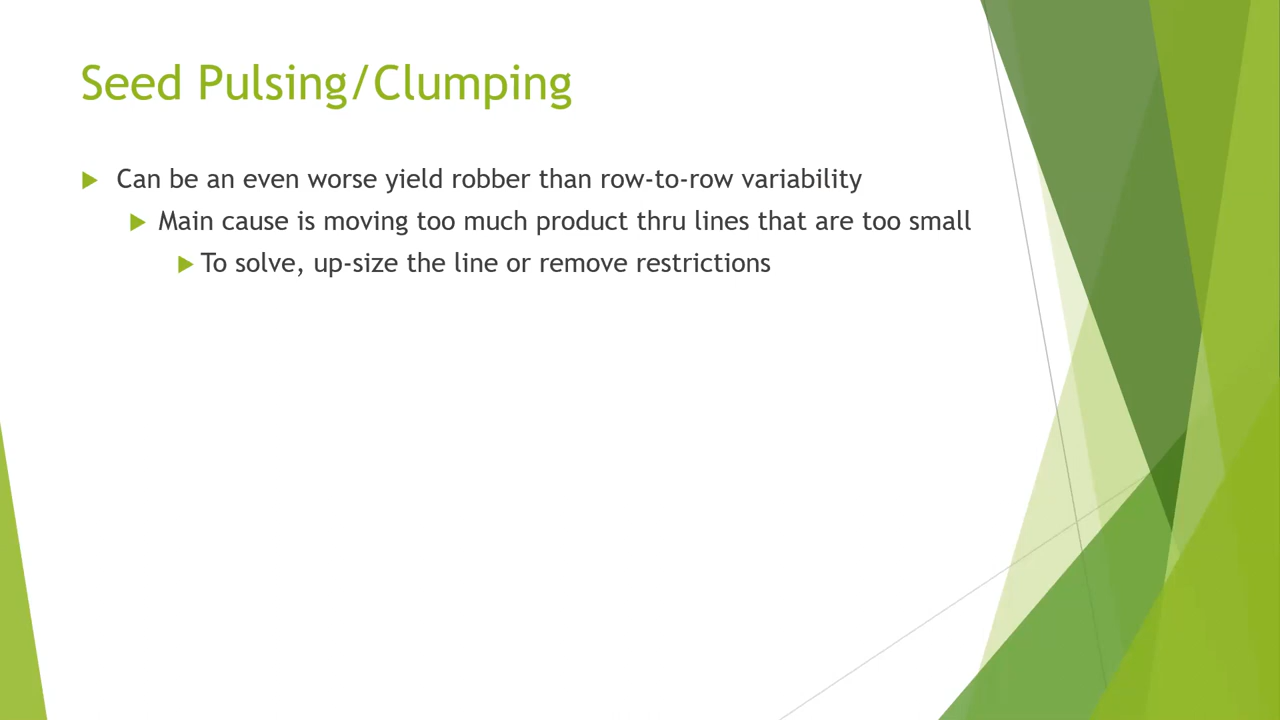 Seed Pulsing/Clumping
Can be an even worse yield robber than row-to-row variability
Main cause is moving too much product thru lines that are too small
To solve, up-size the line or remove restrictions